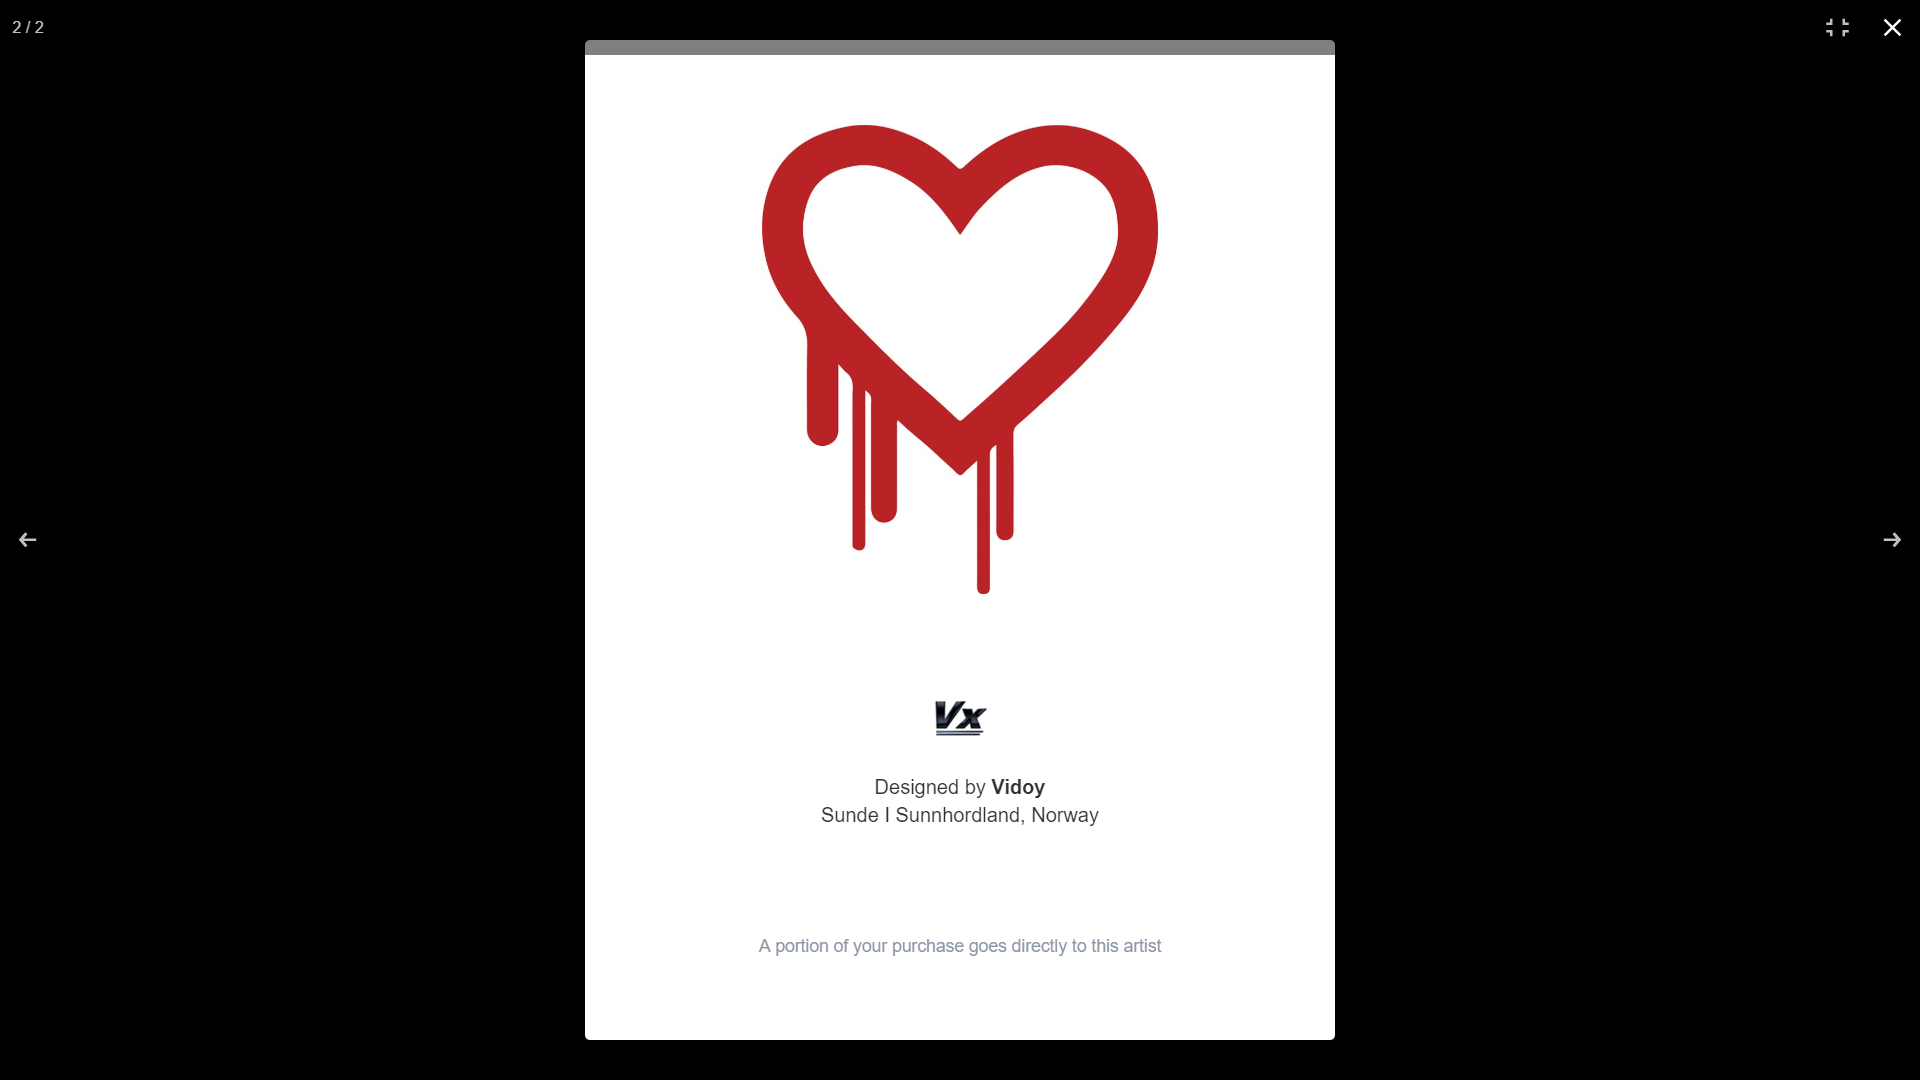 2 / 2
Vx
Designed by Vidoy
Sunde I Sunnhordland, Norway
A portion of your purchase goes directly to this artist